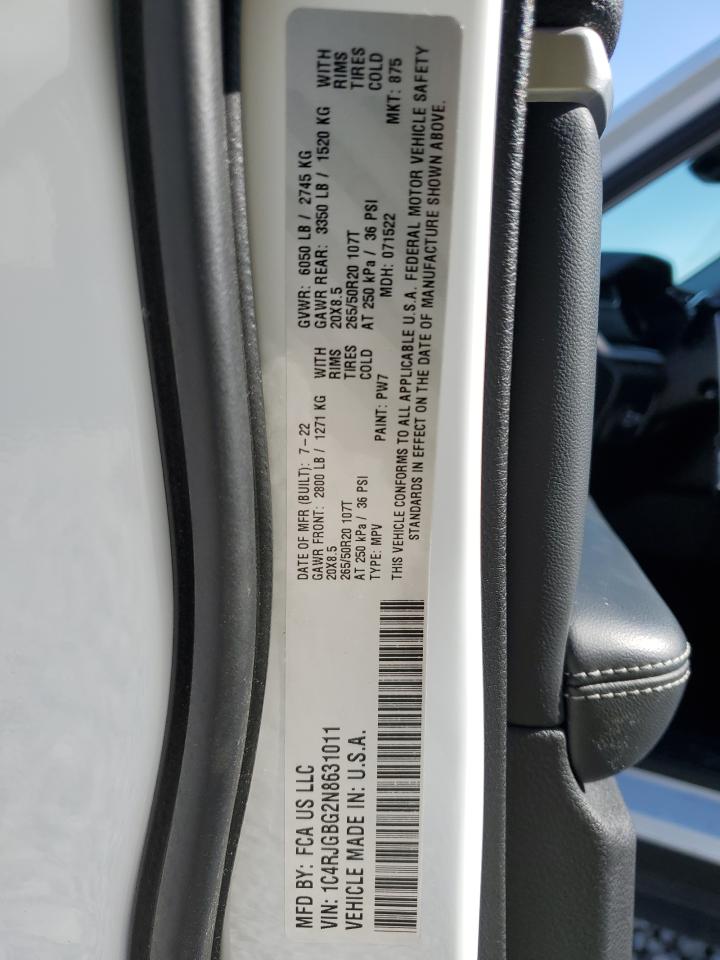 MFD BY: FCA US LLC
VIN: 1C4RJGBG2N8631011
VEHICLE MADE IN: U.S.A.
DATE OF MFR (BUILT): 7-22 GVWR: 6050 LB / 2745 KG
GAWR FRONT: 2800 LB / 1271 KG WITH GAWR REAR: 3350 LB / 1520 KG WITH
20X8.5 RIMS 20X8.5 RIMS
265/50R20 107T TIRES 265/50R20 107T TIRES
AT 250 kPa / 36 PSI COLD AT 250 kPa / 36 PSI COLD
TYPE: MPV PAINT: PW7 MDH: 071522 MKT: 875
THIS VEHICLE CONFORMS TO ALL APPLICABLE U.S.A. FEDERAL MOTOR VEHICLE SAFETY
STANDARDS IN EFFECT ON THE DATE OF MANUFACTURE SHOWN ABOVE.